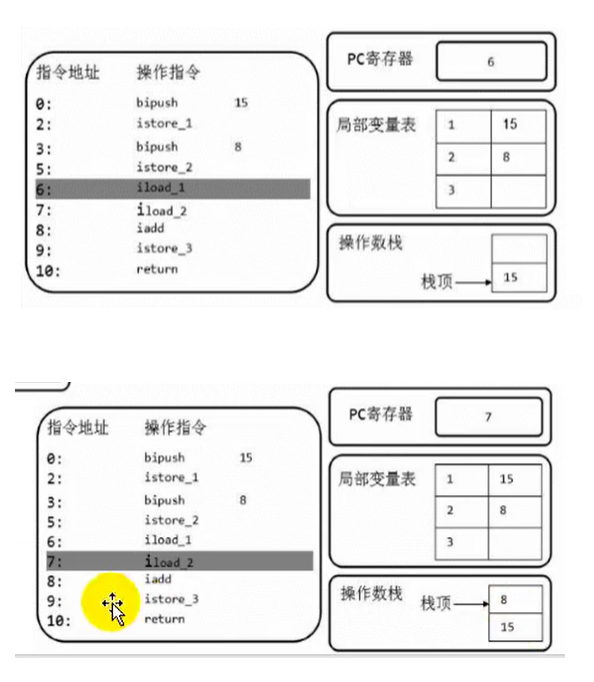 指令地址 操作指令
0: bipush 15
2: istore_1
3: bipush 8
5: istore_2
6: iload_1
7: iload_2
8: iadd
9: istore_3
10: return
PC寄存器 6
局部变量表
1 15
2 8
3
操作数栈
栈顶 15
指令地址 操作指令
0: bipush 15
2: istore_1
3: bipush 8
5: istore_2
6: iload_1
7: iload_2
8: iadd
9: istore_3
10: return
PC寄存器 7
局部变量表
1 15
2 8
3
操作数栈 栈顶 8
15